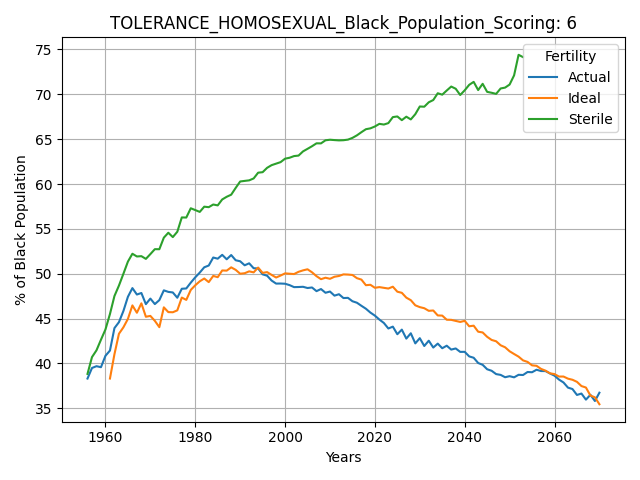 TOLERANCE_HOMOSEXUAL_Black_Population_Scoring: 6
75
70
65
60
55
50
45
40
35
% of Black Population
Fertility
Actual
Ideal
Sterile
1960
1980
2000
2020
2040
2060
Years